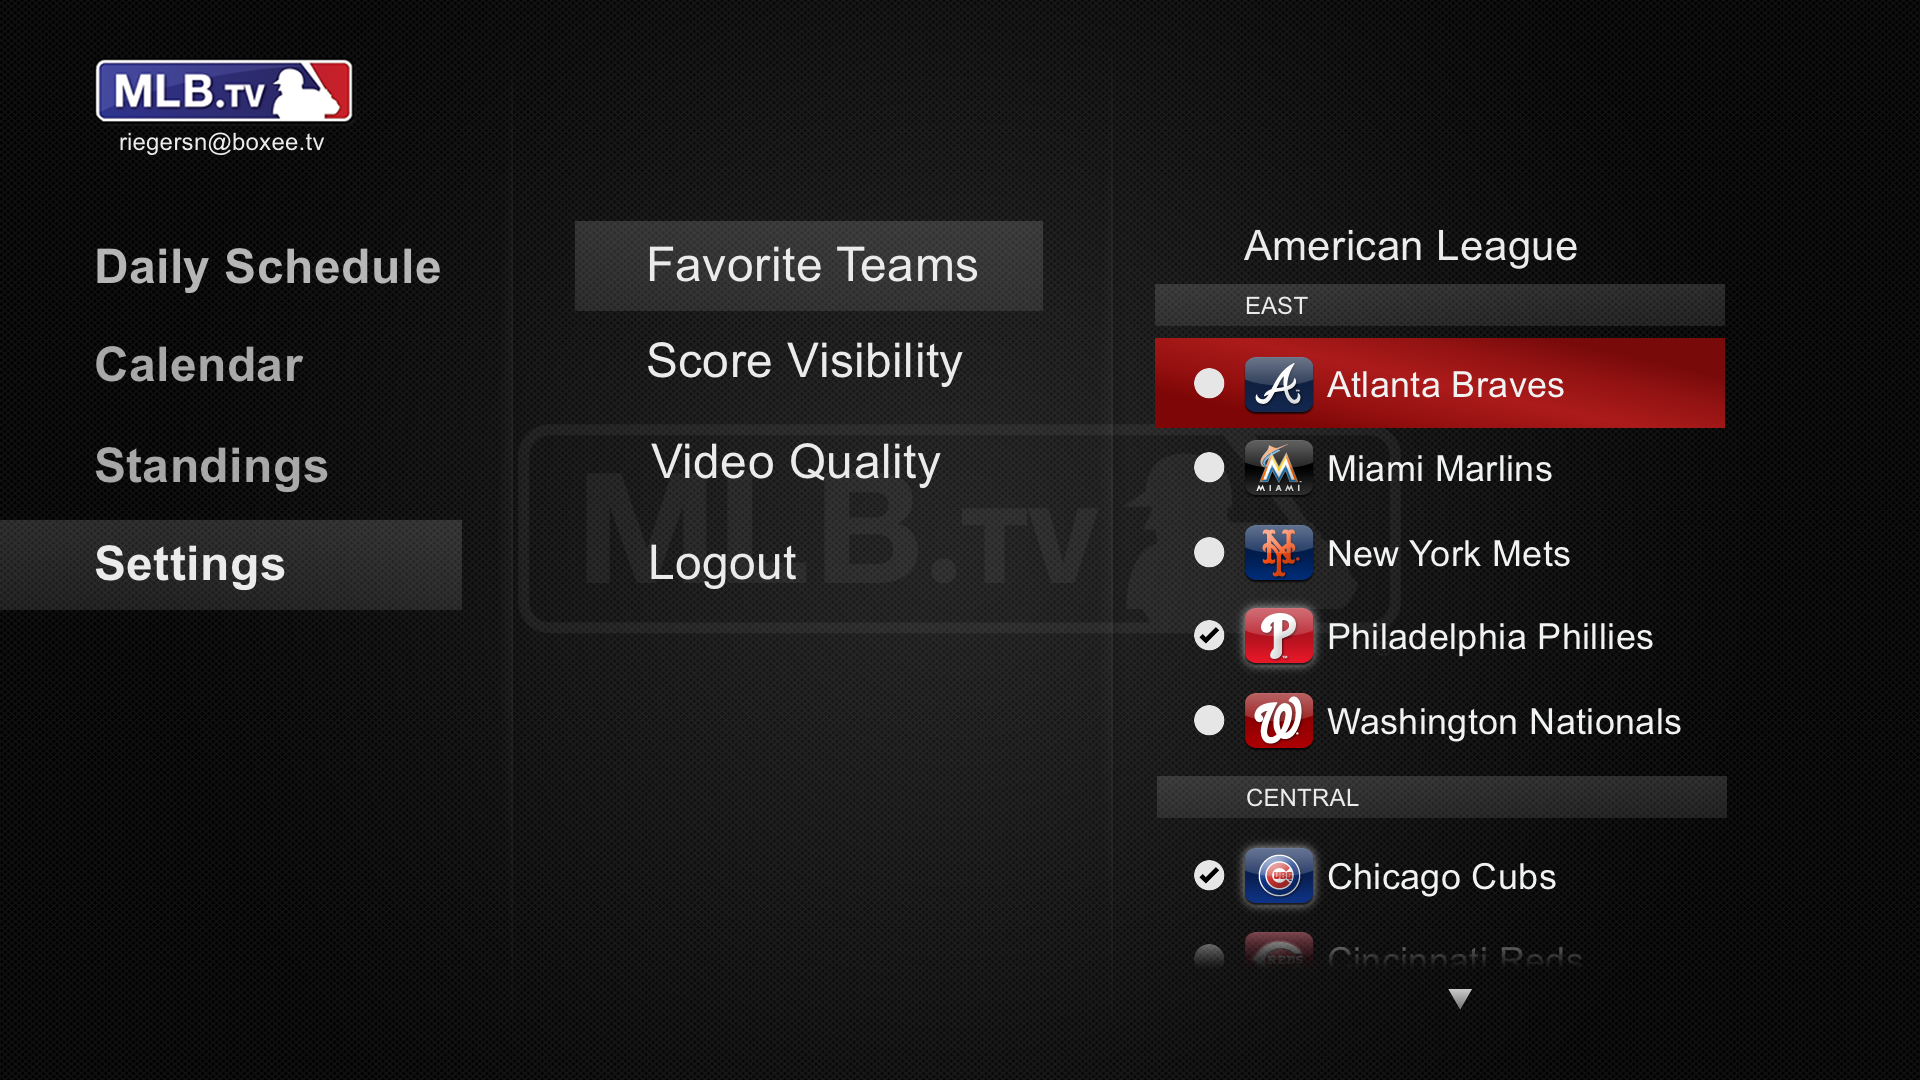 MLB.TV
riegersn@boxee.tv
Daily Schedule
Calendar
Standings
Settings
Favorite Teams
Score Visibility
Video Quality
Logout
MLB.TV
American League
EAST
Atlanta Braves
MIAMI
Miami Marlins
New York Mets
Philadelphia Phillies
Washington Nationals
CENTRAL
CUBS
Chicago Cubs
REDS
Cincinnati Reds